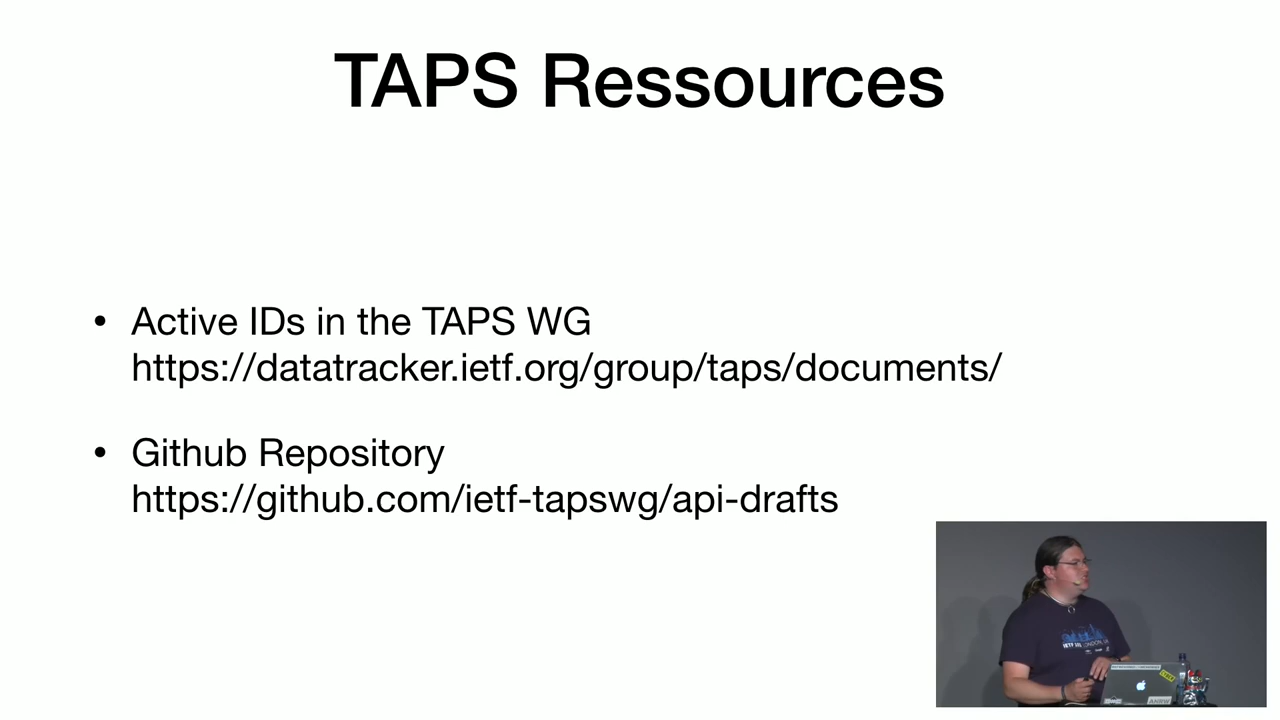 TAPS Ressources
• Active IDs in the TAPS WG
https://datatracker.ietf.org/group/taps/documents/
• Github Repository
https://github.com/ietf-tapswg/api-drafts